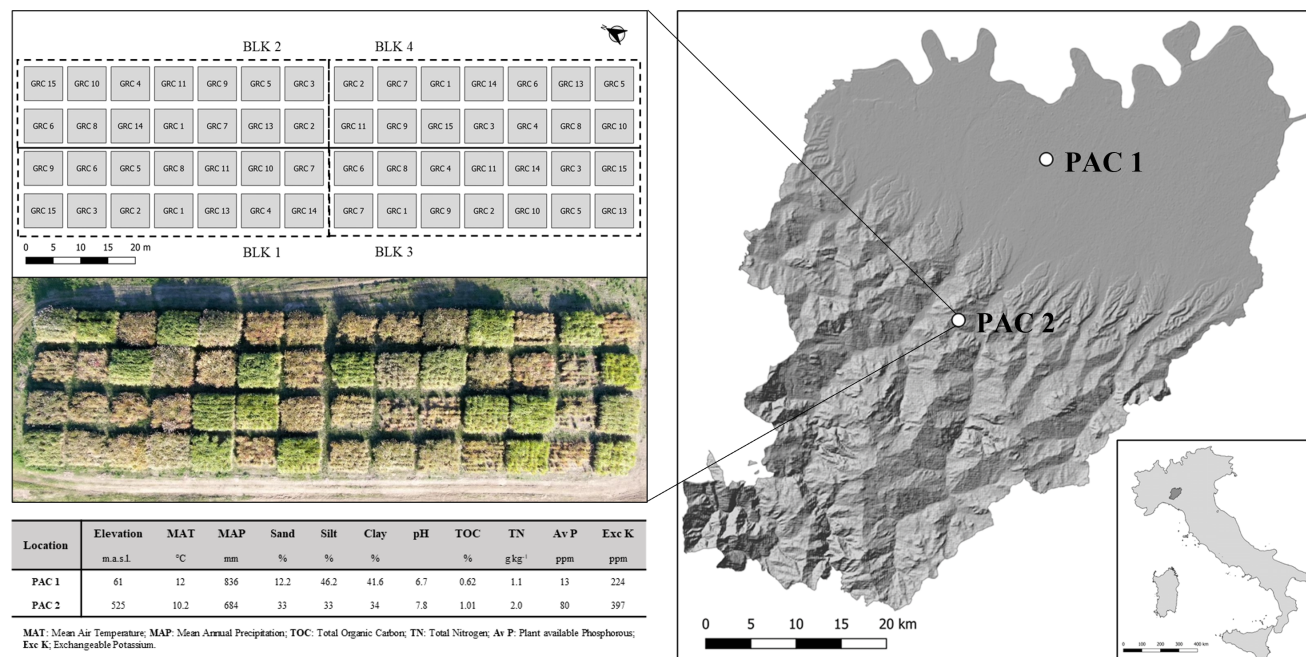 BLK 2 BLK 4
GRC 15 GRC 10 GRC 4 GRC 11 GRC 9 GRC 5 GRC 3 GRC 2 GRC 7 GRC 1 GRC 14 GRC 6 GRC 13 GRC 5
GRC 6 GRC 8 GRC 14 GRC 1 GRC 7 GRC 13 GRC 2 GRC 11 GRC 9 GRC 15 GRC 3 GRC 4 GRC 8 GRC 10
GRC 9 GRC 6 GRC 5 GRC 8 GRC 11 GRC 10 GRC 7 GRC 6 GRC 8 GRC 4 GRC 11 GRC 14 GRC 3 GRC 15
GRC 15 GRC 3 GRC 2 GRC 1 GRC 13 GRC 4 GRC 14 GRC 7 GRC 1 GRC 9 GRC 2 GRC 10 GRC 5 GRC 13
0 5 10 15 20 m
BLK 1 BLK 3
Location Elevation MAT MAP Sand Silt Clay pH TOC TN Av P Exc K
m.a.s.l. °C mm % % % % g kg⁻¹ ppm ppm
PAC 1 61 12 836 12.2 46.2 41.6 6.7 0.62 1.1 13 224
PAC 2 525 10.2 684 33 33 34 7.8 1.01 2.0 80 397
MAT: Mean Air Temperature; MAP: Mean Annual Precipitation; TOC: Total Organic Carbon; TN: Total Nitrogen; Av P: Plant available Phosphorous;
Exc K; Exchangeable Potassium.
PAC 1
PAC 2
0 5 10 15 20 km
0 100 200 300 400 km